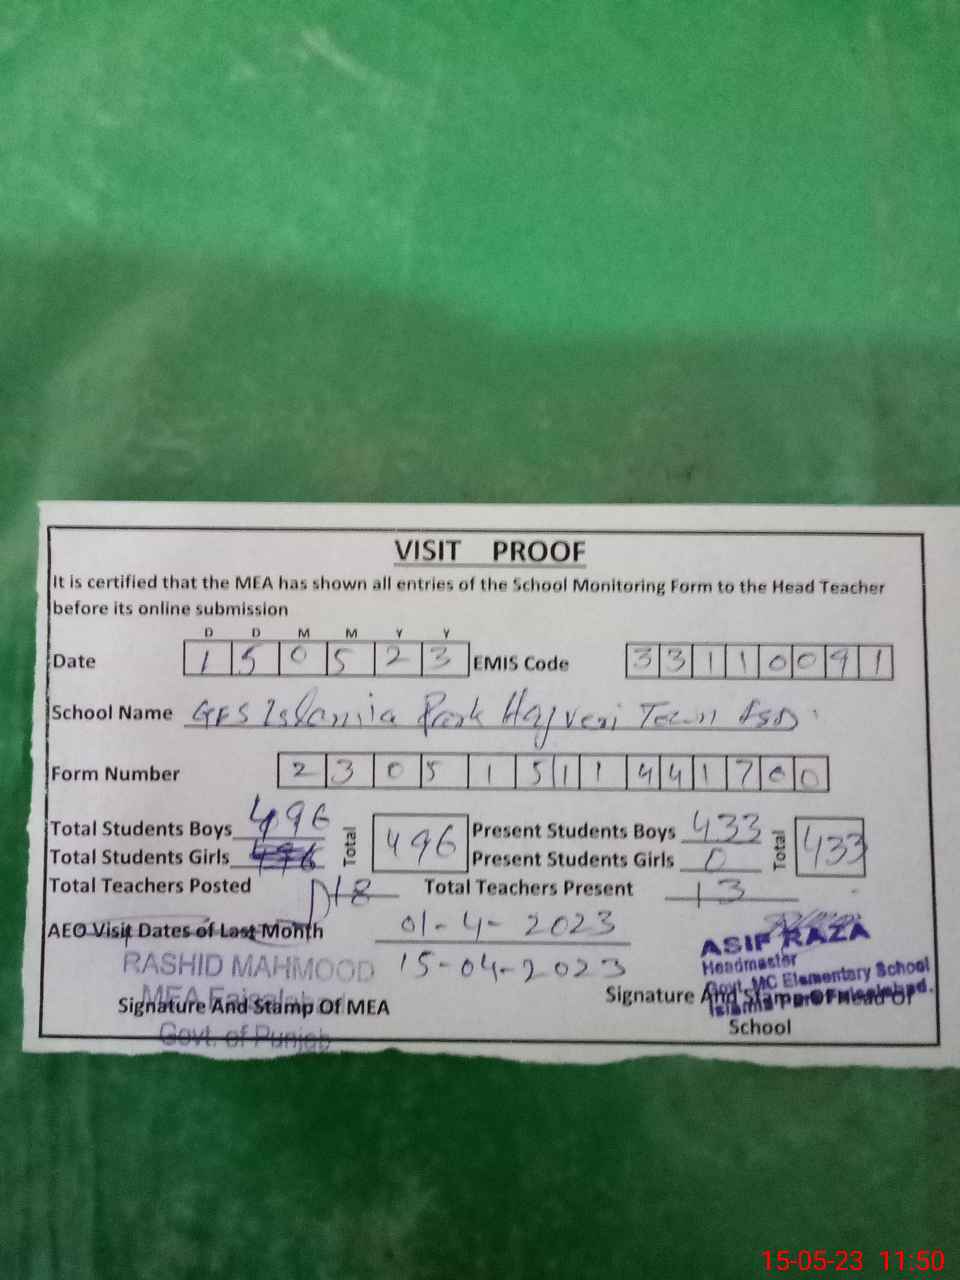 VISIT PROOF
It is certified that the MEA has shown all entries of the School Monitoring Form to the Head Teacher
before its online submission
D D M M Y Y
Date 1 5 0 5 2 3 EMIS Code 3 3 1 1 0 0 9 1
School Name GES Islamia Park Hajveri Town FSD
Form Number 2 3 0 5 1 5 1 1 4 4 1 7 0 0
Total Students Boys 496 Total 496 Present Students Boys 433 Total 433
Total Students Girls Present Students Girls 0
Total Teachers Posted 18 Total Teachers Present 13
AEO Visit Dates of Last Month 01-4-2023
15-04-2023
RASHID MAHMOOD
MEA Faisalabad
Govt. of Punjab
Signature And Stamp Of MEA
ASIF RAZA
Headmaster
Govt. MC Elementary School
Islamia Park Faisalabad.
Signature And Stamp Of Head Of
School
15-05-23 11:50